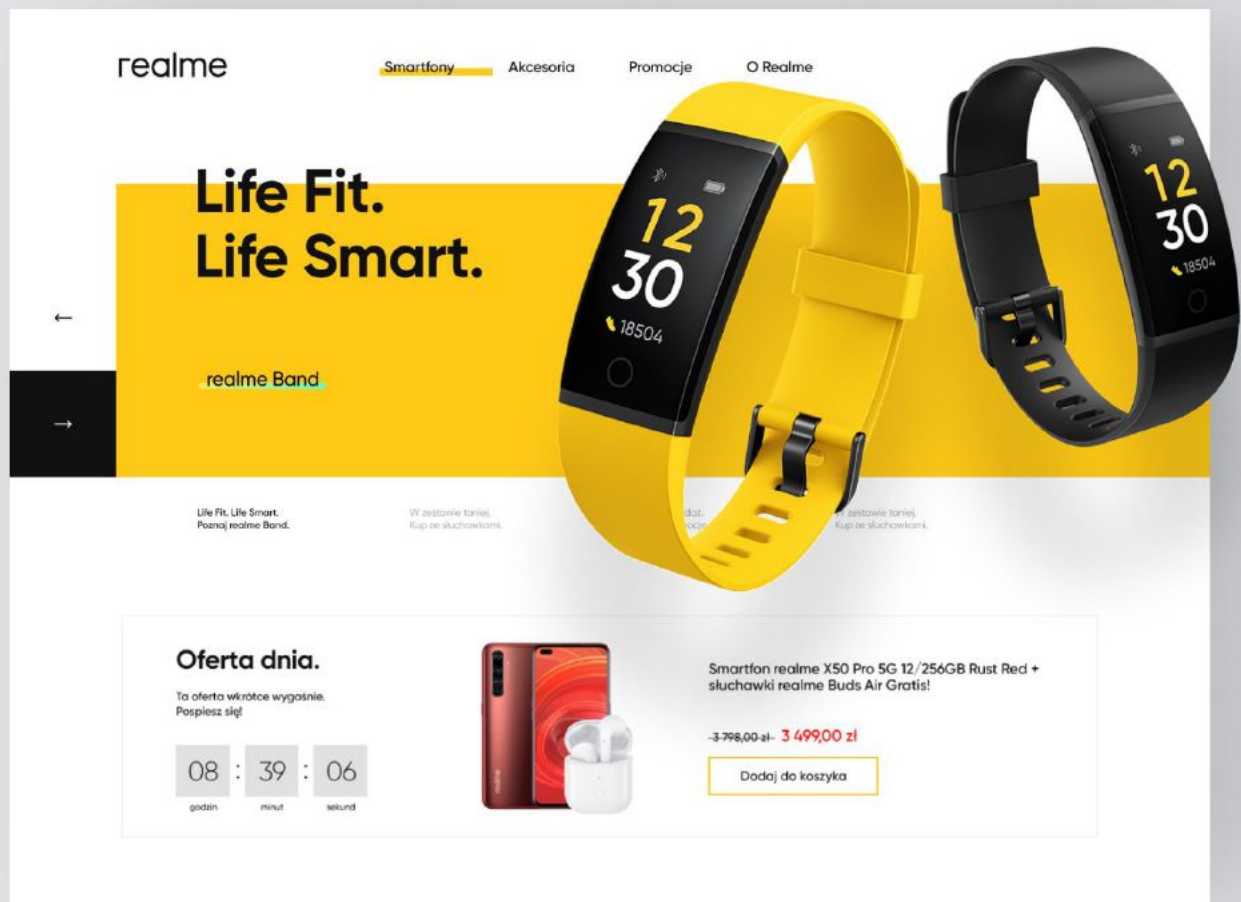 realme
Smartfony Akcesoria Promocje O Realme
Life Fit.
Life Smart.
12
30
18504
12
30
18504
realme Band
Life Fit. Life Smart.
Poznaj realme Band.
W zestawie taniej.
Kup ze słuchawkami.
W zestawie taniej.
Kup ze słuchawkami.
Oferta dnia.
Ta oferta wkrótce wygaśnie.
Pospiesz się!
08 : 39 : 06
godzin minut sekund
realme
Smartfon realme X50 Pro 5G 12/256GB Rust Red +
słuchawki realme Buds Air Gratis!
3 798,00 zł 3 499,00 zł
Dodaj do koszyka